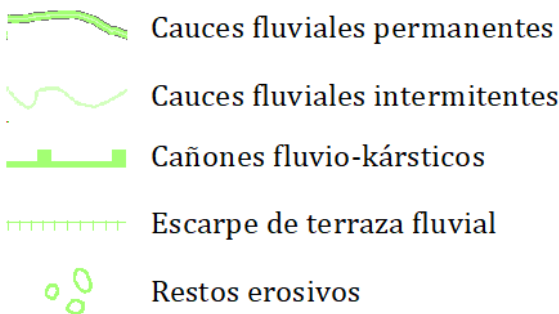 Cauces fluviales permanentes
Cauces fluviales intermitentes
Cañones fluvio-kársticos
Escarpe de terraza fluvial
Restos erosivos